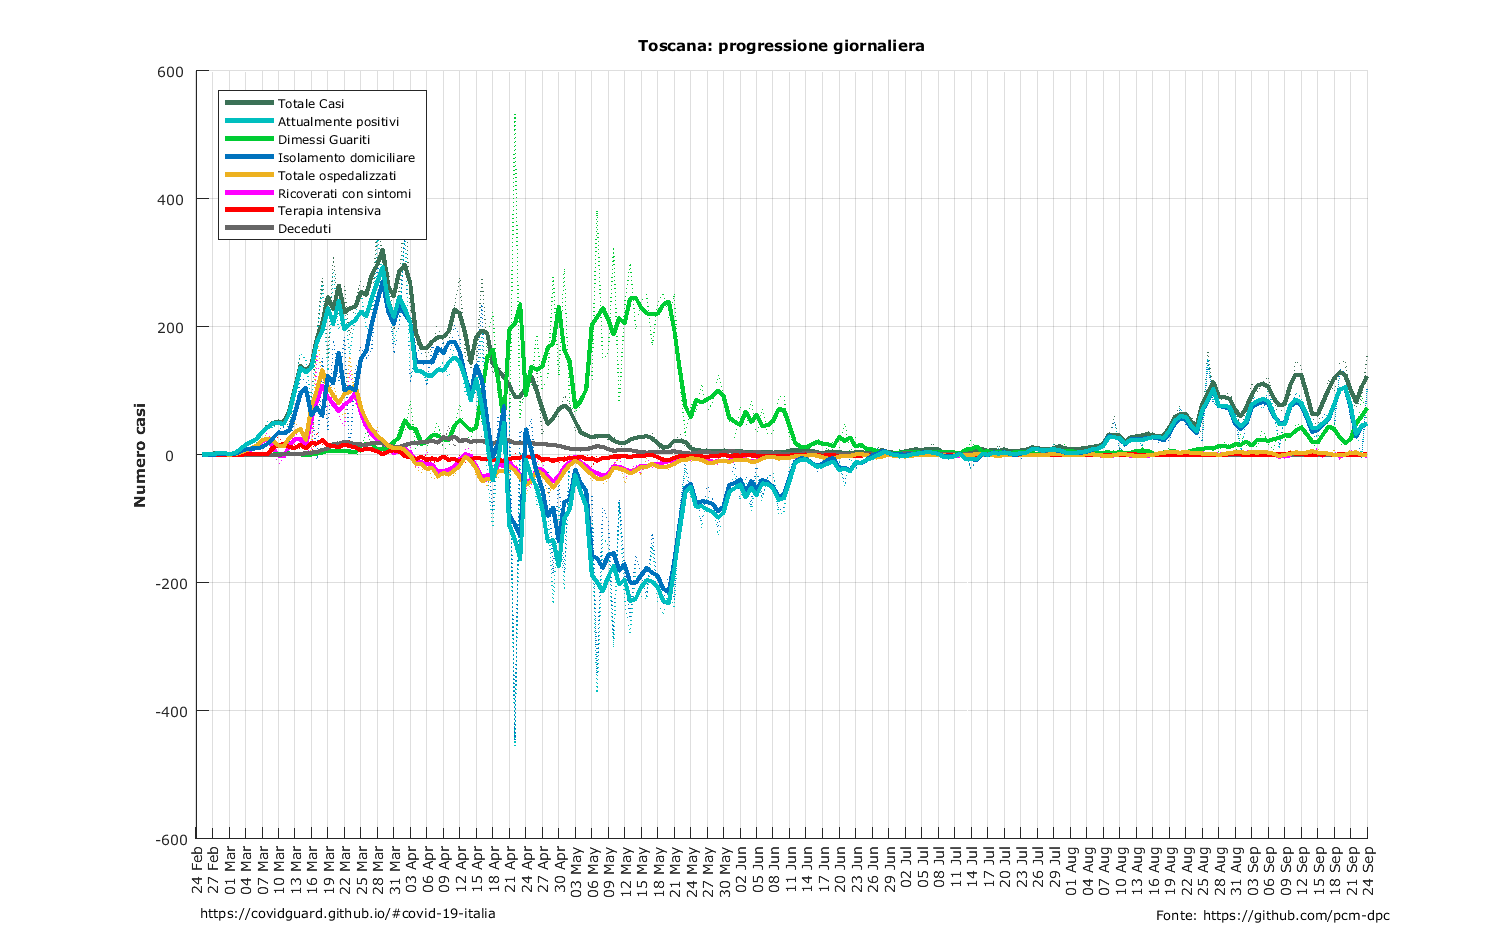 Toscana: progressione giornaliera
600
400
200
0
-200
-400
-600
Numero casi
Totale Casi
Attualmente positivi
Dimessi Guariti
Isolamento domiciliare
Totale ospedalizzati
Ricoverati con sintomi
Terapia intensiva
Deceduti
24 Feb
27 Feb
01 Mar
04 Mar
07 Mar
10 Mar
13 Mar
16 Mar
19 Mar
22 Mar
25 Mar
28 Mar
31 Mar
03 Apr
06 Apr
09 Apr
12 Apr
15 Apr
18 Apr
21 Apr
24 Apr
27 Apr
30 Apr
03 May
06 May
09 May
12 May
15 May
18 May
21 May
24 May
27 May
30 May
02 Jun
05 Jun
08 Jun
11 Jun
14 Jun
17 Jun
20 Jun
23 Jun
26 Jun
29 Jun
02 Jul
05 Jul
08 Jul
11 Jul
14 Jul
17 Jul
20 Jul
23 Jul
26 Jul
29 Jul
01 Aug
04 Aug
07 Aug
10 Aug
13 Aug
16 Aug
19 Aug
22 Aug
25 Aug
28 Aug
31 Aug
03 Sep
06 Sep
09 Sep
12 Sep
15 Sep
18 Sep
21 Sep
24 Sep
https://covidguard.github.io/#covid-19-italia
Fonte: https://github.com/pcm-dpc